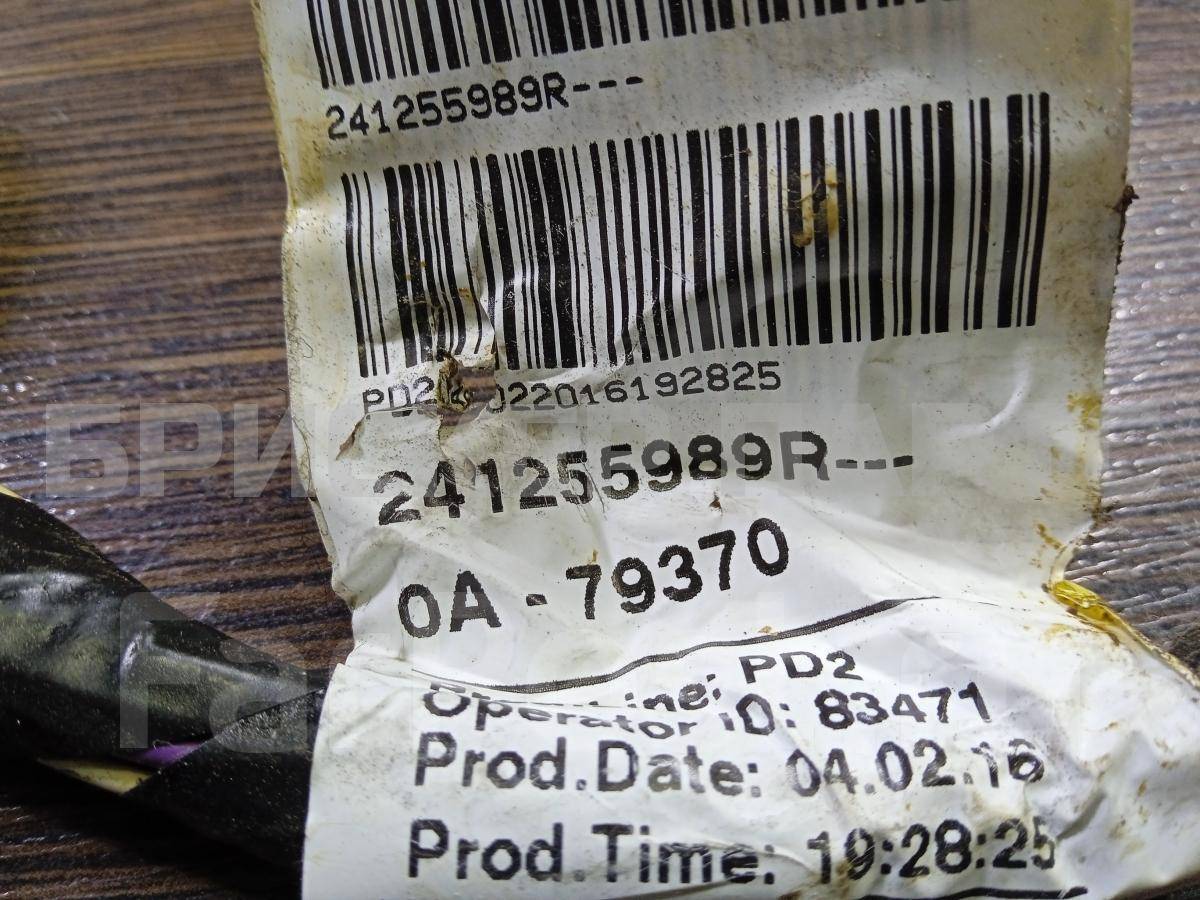 241255989R---
022016192825
241255989R---
0A - 79370
PD2
Operator ID: 83471
Prod.Date: 04.02.16
Prod.Time: 19:28:25